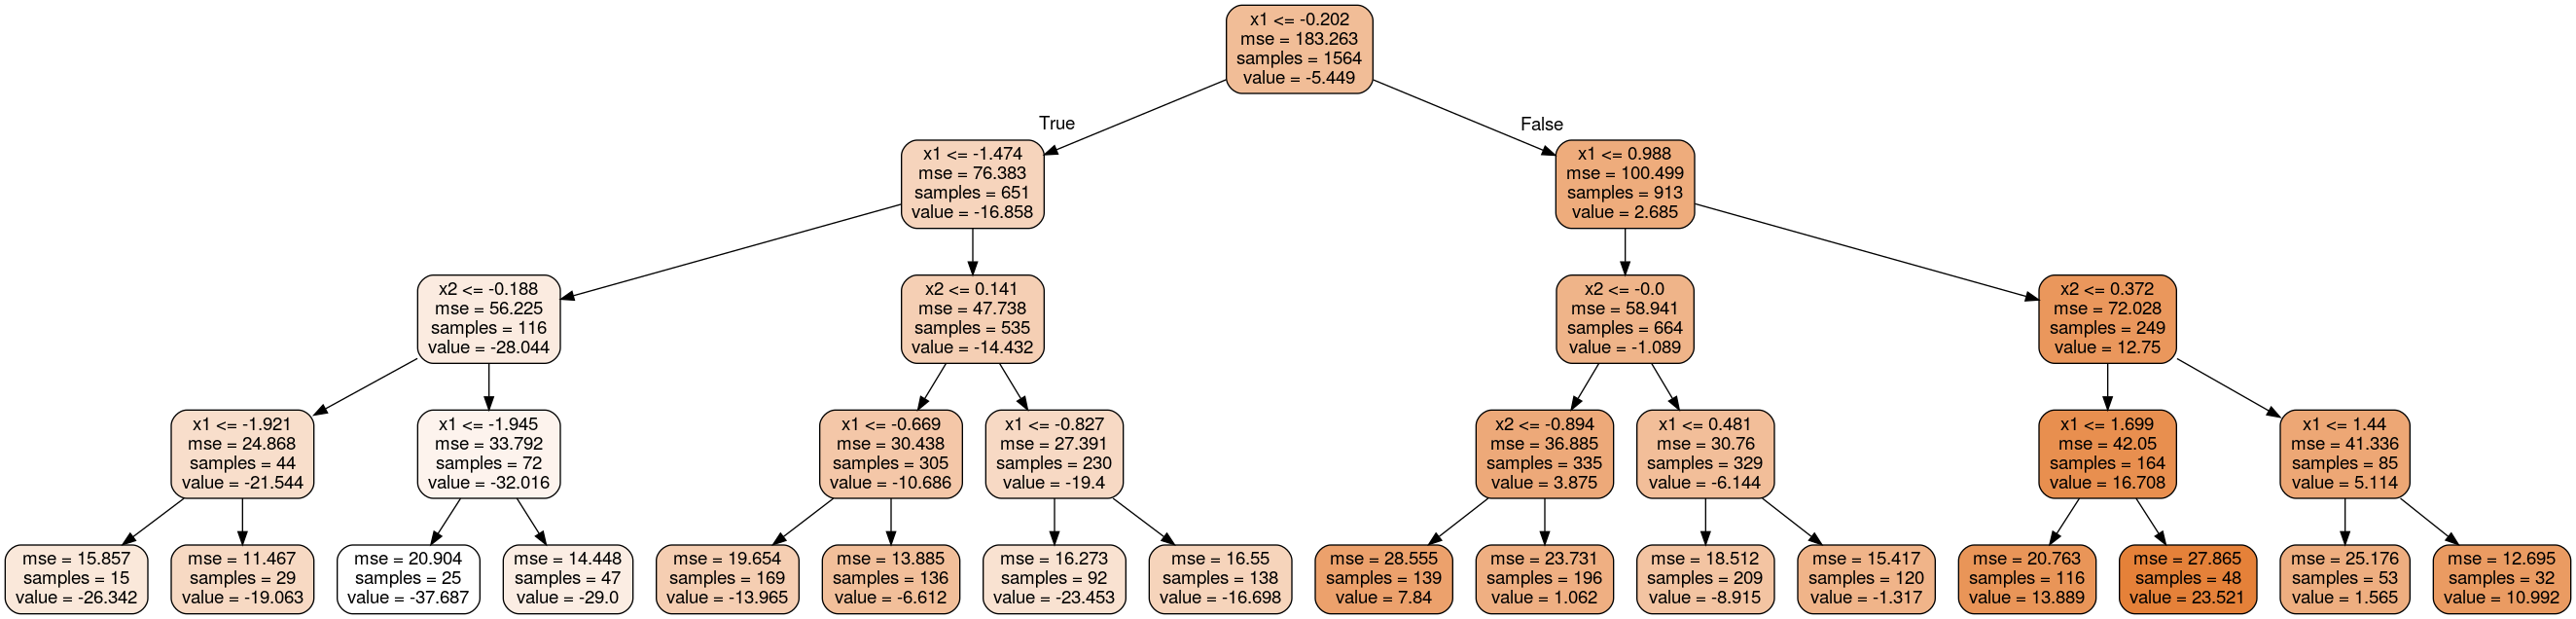 x1 <= -0.202
mse = 183.263
samples = 1564
value = -5.449
True
False
x1 <= -1.474
mse = 76.383
samples = 651
value = -16.858
x1 <= 0.988
mse = 100.499
samples = 913
value = 2.685
x2 <= -0.188
mse = 56.225
samples = 116
value = -28.044
x2 <= 0.141
mse = 47.738
samples = 535
value = -14.432
x2 <= -0.0
mse = 58.941
samples = 664
value = -1.089
x2 <= 0.372
mse = 72.028
samples = 249
value = 12.75
x1 <= -1.921
mse = 24.868
samples = 44
value = -21.544
x1 <= -1.945
mse = 33.792
samples = 72
value = -32.016
x1 <= -0.669
mse = 30.438
samples = 305
value = -10.686
x1 <= -0.827
mse = 27.391
samples = 230
value = -19.4
x2 <= -0.894
mse = 36.885
samples = 335
value = 3.875
x1 <= 0.481
mse = 30.76
samples = 329
value = -6.144
x1 <= 1.699
mse = 42.05
samples = 164
value = 16.708
x1 <= 1.44
mse = 41.336
samples = 85
value = 5.114
mse = 15.857
samples = 15
value = -26.342
mse = 11.467
samples = 29
value = -19.063
mse = 20.904
samples = 25
value = -37.687
mse = 14.448
samples = 47
value = -29.0
mse = 19.654
samples = 169
value = -13.965
mse = 13.885
samples = 136
value = -6.612
mse = 16.273
samples = 92
value = -23.453
mse = 16.55
samples = 138
value = -16.698
mse = 28.555
samples = 139
value = 7.84
mse = 23.731
samples = 196
value = 1.062
mse = 18.512
samples = 209
value = -8.915
mse = 15.417
samples = 120
value = -1.317
mse = 20.763
samples = 116
value = 13.889
mse = 27.865
samples = 48
value = 23.521
mse = 25.176
samples = 53
value = 1.565
mse = 12.695
samples = 32
value = 10.992